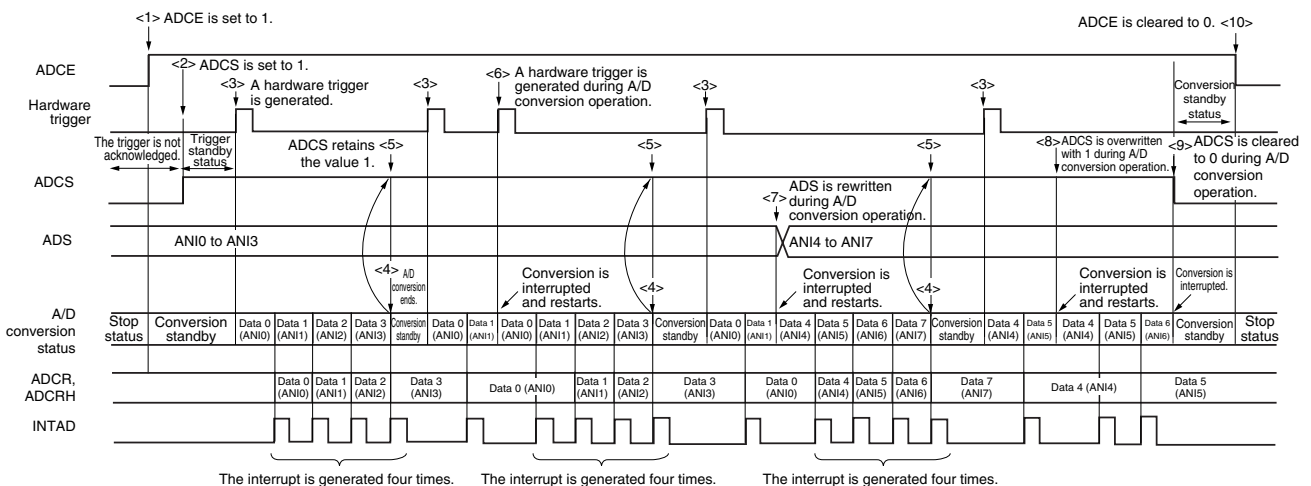 <1> ADCE is set to 1.
ADCE is cleared to 0. <10>
ADCE
<2> ADCS is set to 1.
<3> A hardware trigger
is generated.
<3>
<6> A hardware trigger is
generated during A/D
conversion operation.
<3>
<3>
Conversion
standby
status
Hardware
trigger
The trigger is not
acknowledged.
Trigger
standby
status
ADCS retains
the value 1.
<5>
<5>
<5>
<8> ADCS is overwritten
with 1 during A/D
conversion operation.
<9> ADCS is cleared
to 0 during A/D
conversion
operation.
ADCS
<7> ADS is rewritten
during A/D
conversion operation.
ADS
ANI0 to ANI3
ANI4 to ANI7
<4> A/D
conversion
ends.
Conversion is
interrupted
and restarts.
<4>
Conversion is
interrupted
and restarts.
<4>
Conversion is
interrupted
and restarts.
Conversion is
interrupted.
A/D
conversion
status
Stop
status
Conversion
standby
Data 0
(ANI0)
Data 1
(ANI1)
Data 2
(ANI2)
Data 3
(ANI3)
Conversion
standby
Data 0
(ANI0)
Data 1
(ANI1)
Data 0
(ANI0)
Data 1
(ANI1)
Data 2
(ANI2)
Data 3
(ANI3)
Conversion
standby
Data 0
(ANI0)
Data 1
(ANI1)
Data 4
(ANI4)
Data 5
(ANI5)
Data 6
(ANI6)
Data 7
(ANI7)
Conversion
standby
Data 4
(ANI4)
Data 5
(ANI5)
Data 4
(ANI4)
Data 5
(ANI5)
Data 6
(ANI6)
Conversion
standby
Stop
status
ADCR,
ADCRH
Data 0
(ANI0)
Data 1
(ANI1)
Data 2
(ANI2)
Data 3
(ANI3)
Data 0 (ANI0)
Data 1
(ANI1)
Data 2
(ANI2)
Data 3
(ANI3)
Data 0
(ANI0)
Data 4
(ANI4)
Data 5
(ANI5)
Data 6
(ANI6)
Data 7
(ANI7)
Data 4 (ANI4)
Data 5
(ANI5)
INTAD
The interrupt is generated four times.
The interrupt is generated four times.
The interrupt is generated four times.